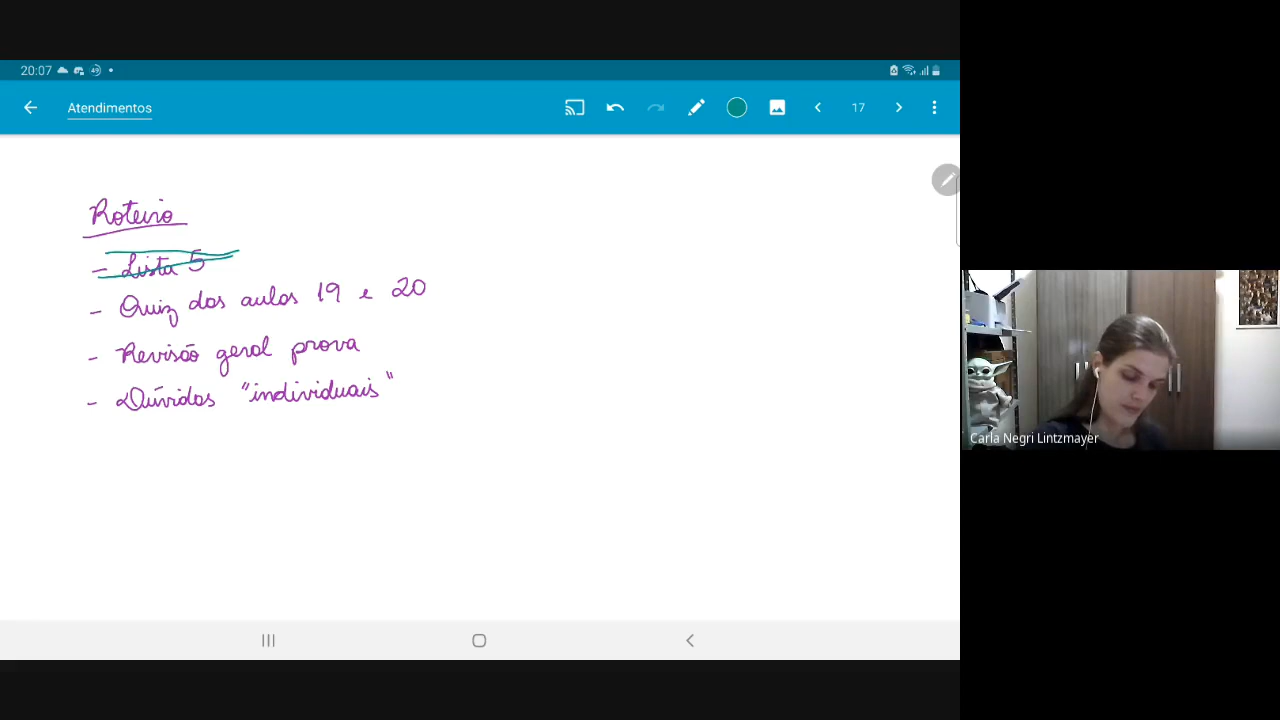 20:07 49
Atendimentos
17
Roteiro
- Lista 5
- Quiz das aulas 19 e 20
- Revisão geral prova
- Dúvidas "individuais"
Carla Negri Lintzmayer